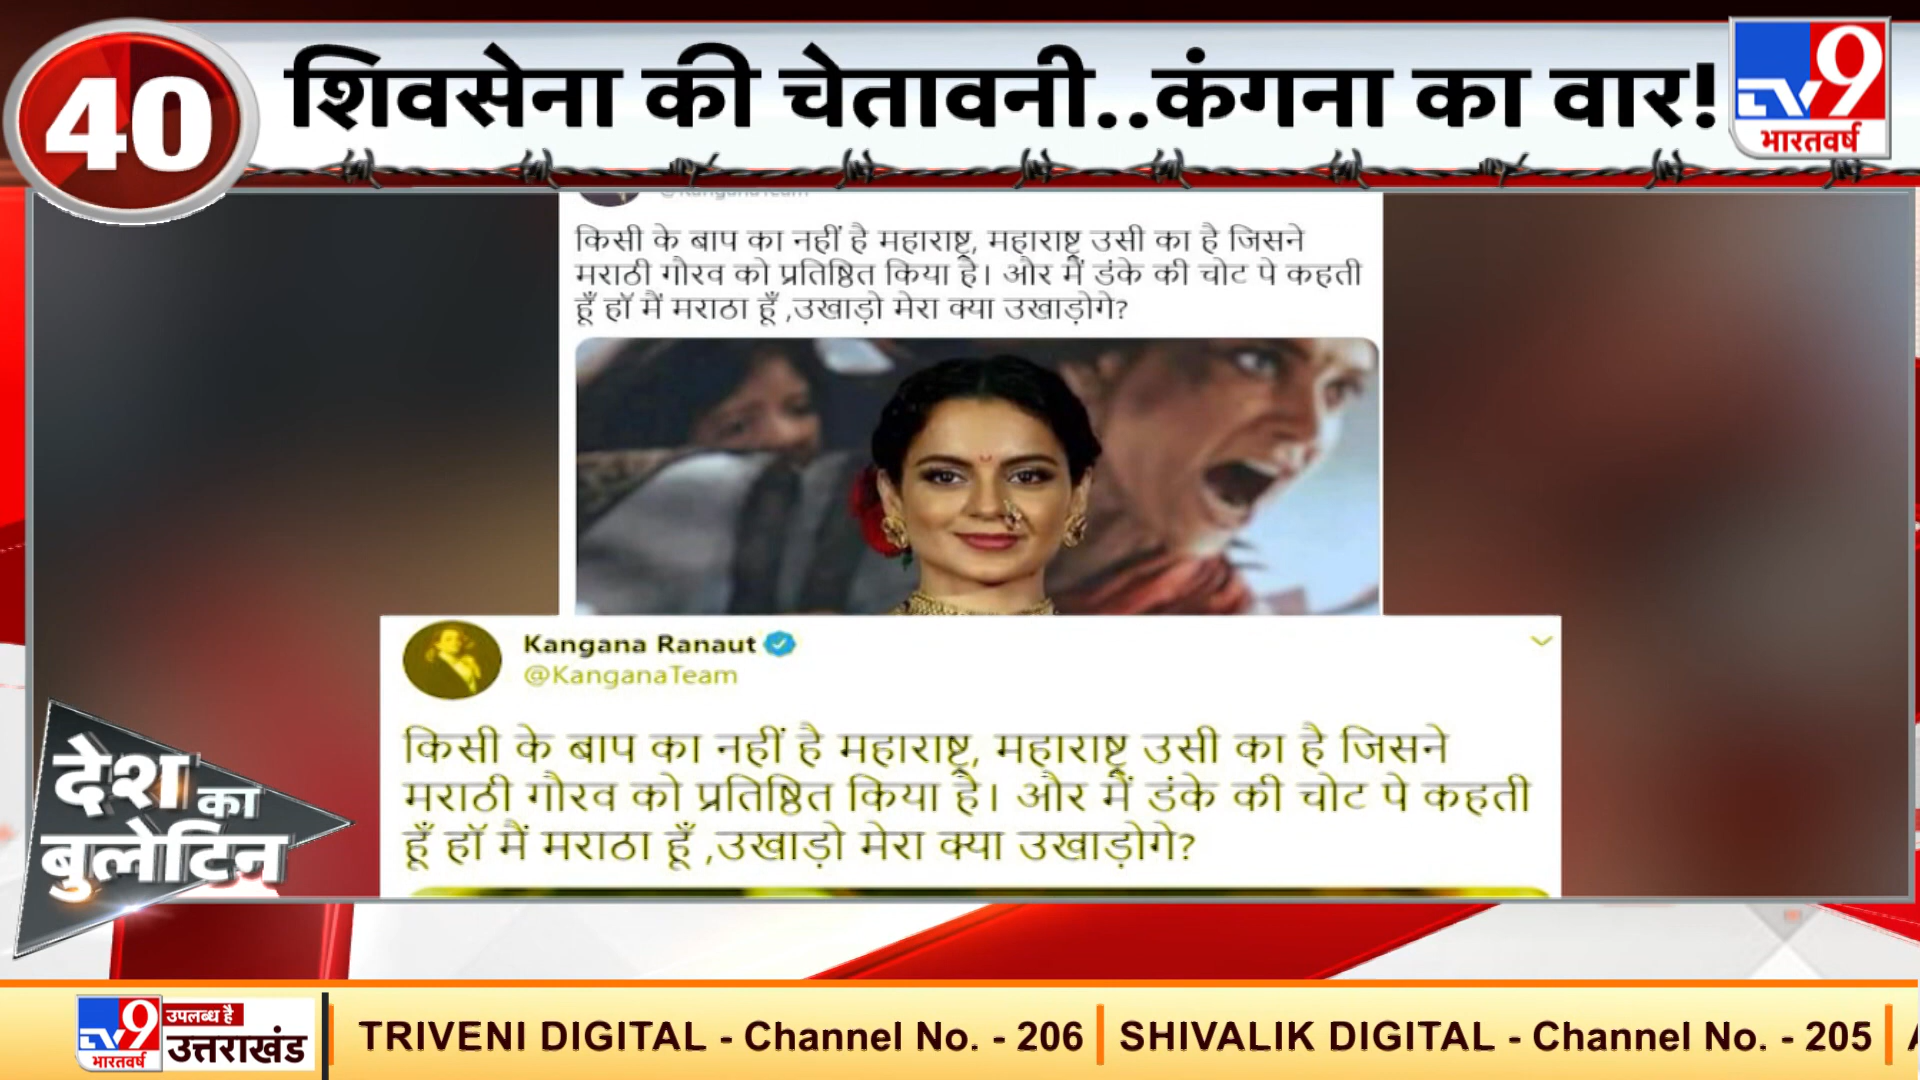 40
शिवसेना की चेतावनी..कंगना का वार!
TV9
भारतवर्ष
@KanganaTeam
किसी के बाप का नहीं है महाराष्ट्र, महाराष्ट्र उसी का है जिसने
मराठी गौरव को प्रतिष्ठित किया है। और मैं डंके की चोट पे कहती
हूँ हाॅ मैं मराठा हूँ ,उखाड़ो मेरा क्या उखाड़ोगे?
Kangana Ranaut
@KanganaTeam
किसी के बाप का नहीं है महाराष्ट्र, महाराष्ट्र उसी का है जिसने
मराठी गौरव को प्रतिष्ठित किया है। और मैं डंके की चोट पे कहती
हूँ हाॅ मैं मराठा हूँ ,उखाड़ो मेरा क्या उखाड़ोगे?
देश का
बुलेटिन
TV9
भारतवर्ष
उपलब्ध है
उत्तराखंड
TRIVENI DIGITAL - Channel No. - 206 SHIVALIK DIGITAL - Channel No. - 205